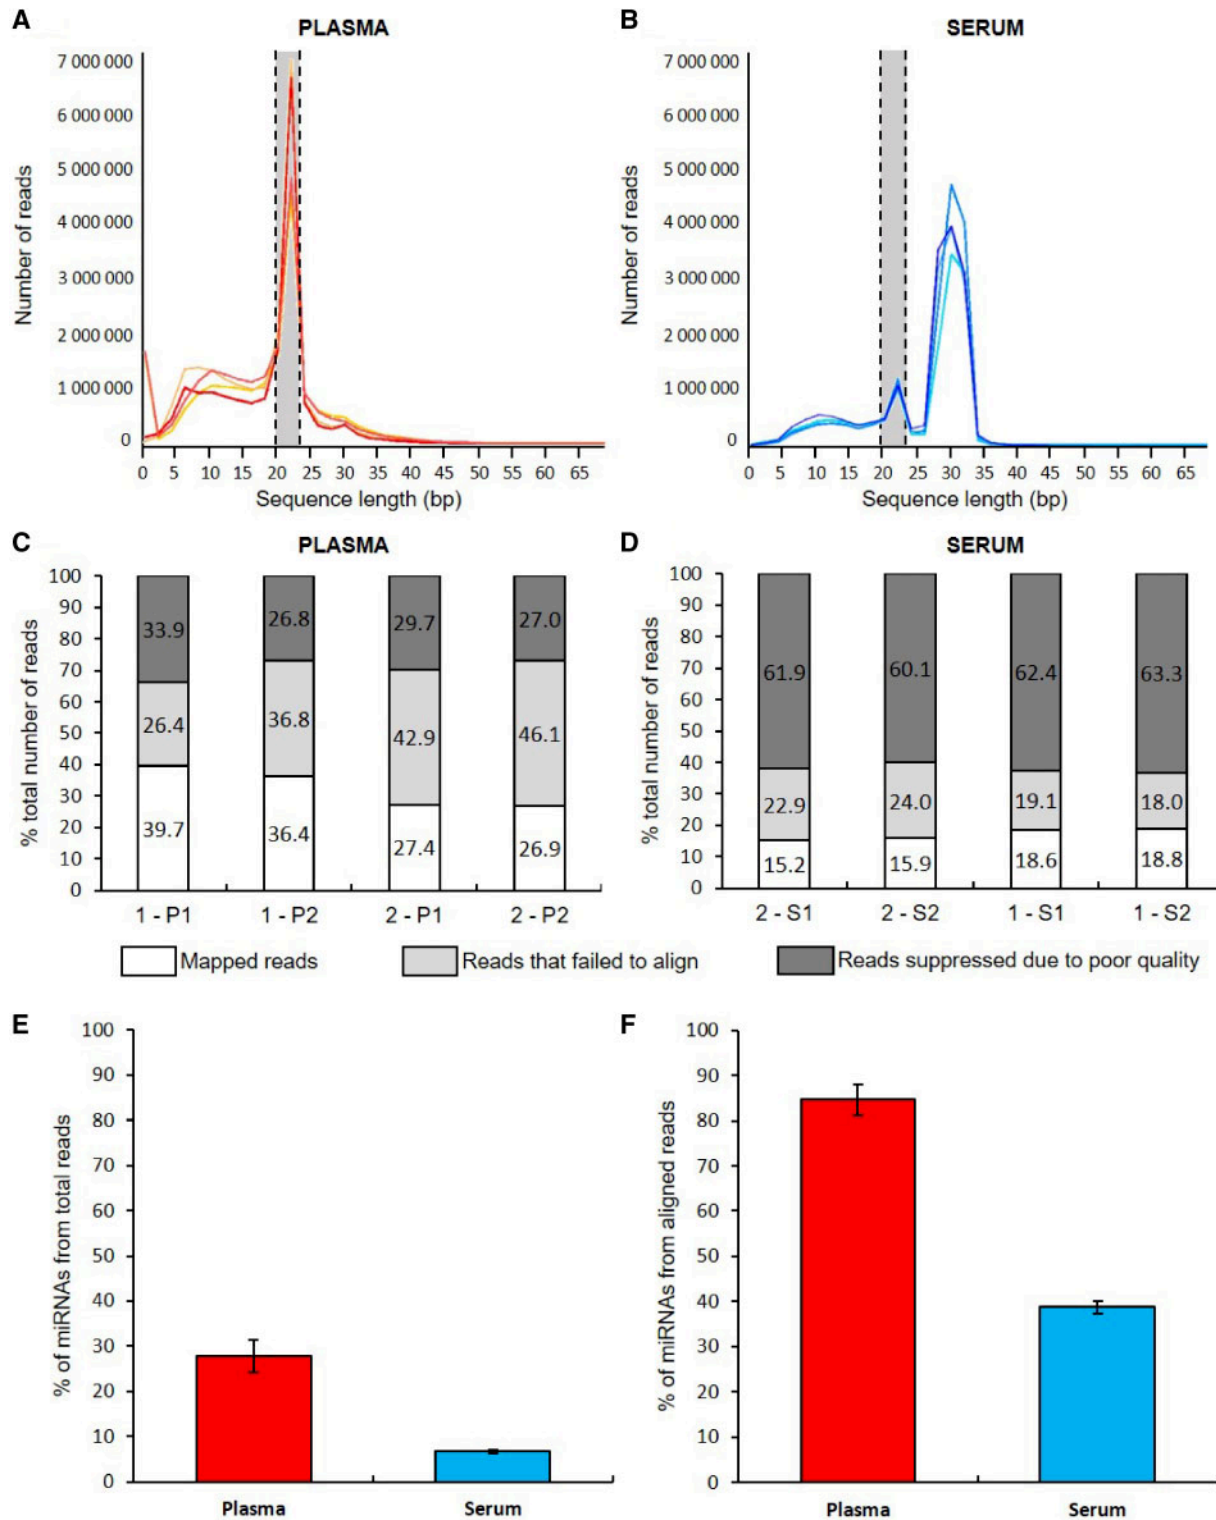 A
PLASMA
Number of reads
7 000 000
6 000 000
5 000 000
4 000 000
3 000 000
2 000 000
1 000 000
0
0 5 10 15 20 25 30 35 40 45 50 55 60 65
Sequence length (bp)
B
SERUM
Number of reads
7 000 000
6 000 000
5 000 000
4 000 000
3 000 000
2 000 000
1 000 000
0
0 5 10 15 20 25 30 35 40 45 50 55 60 65
Sequence length (bp)
C
PLASMA
% total number of reads
100
90
80
70
60
50
40
30
20
10
0
33.9 26.8 29.7 27.0
26.4 36.8 42.9 46.1
39.7 36.4 27.4 26.9
1 - P1 1 - P2 2 - P1 2 - P2
D
SERUM
% total number of reads
100
90
80
70
60
50
40
30
20
10
0
61.9 60.1 62.4 63.3
22.9 24.0 19.1 18.0
15.2 15.9 18.6 18.8
2 - S1 2 - S2 1 - S1 1 - S2
Mapped reads Reads that failed to align Reads suppressed due to poor quality
E
% of miRNAs from total reads
100
90
80
70
60
50
40
30
20
10
0
Plasma Serum
F
% of miRNAs from aligned reads
100
90
80
70
60
50
40
30
20
10
0
Plasma Serum